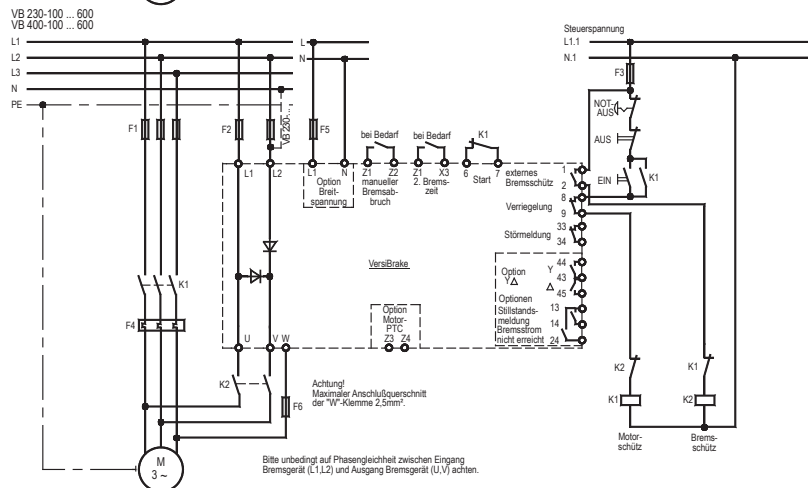 VB 230-100 ... 600
VB 400-100 ... 600
L1
L2
L3
N
PE
L
N
Steuerspannung
L1.1
N.1
F1
F2
VB 230-...
F5
F3
NOT-
AUS
AUS
EIN
K1
bei Bedarf
bei Bedarf
K1
L1
L2
L1
N
Option
Breit-
spannung
Z1
Z2
manueller
Bremsab-
bruch
Z1
X3
2. Brems-
zeit
6
7
Start
externes
Bremsschütz
1
2
8
Verriegelung
9
33
Störmeldung
34
VersiBrake
Option
Y△
44
Y
43
△
45
Optionen
Stillstands-
meldung
Bremsstrom
nicht erreicht
13
14
24
K1
F4
Option
Motor-
PTC
Z3
Z4
U
V
W
K2
F6
Achtung!
Maximaler Anschlußquerschnitt
der "W"-Klemme 2,5mm².
K2
K1
K1
K2
Motor-
schütz
Brems-
schütz
M
3 ~
Bitte unbedingt auf Phasengleichheit zwischen Eingang
Bremsgerät (L1,L2) und Ausgang Bremsgerät (U,V) achten.